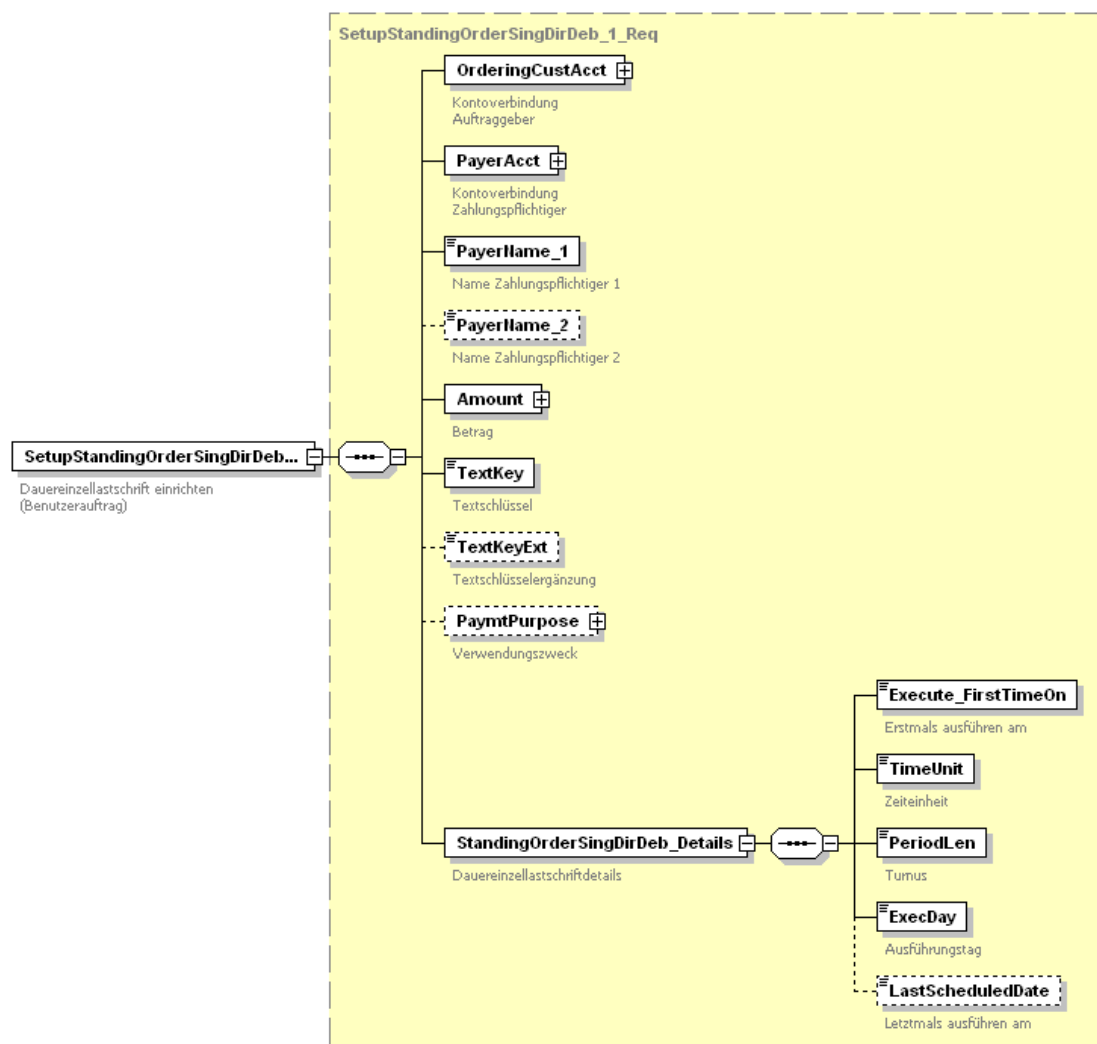 SetupStandingOrderSingDirDeb_1_Req
OrderingCustAcct
Kontoverbindung
Auftraggeber
PayerAcct
Kontoverbindung
Zahlungspflichtiger
PayerName_1
Name Zahlungspflichtiger 1
PayerName_2
Name Zahlungspflichtiger 2
Amount
Betrag
SetupStandingOrderSingDirDeb...
Dauereinzellastschrift einrichten
(Benutzerauftrag)
TextKey
Textschlüssel
TextKeyExt
Textschlüsselergänzung
PaymtPurpose
Verwendungszweck
StandingOrderSingDirDeb_Details
Dauereinzellastschriftdetails
Execute_FirstTimeOn
Erstmals ausführen am
TimeUnit
Zeiteinheit
PeriodLen
Turnus
ExecDay
Ausführungstag
LastScheduledDate
Letztmals ausführen am